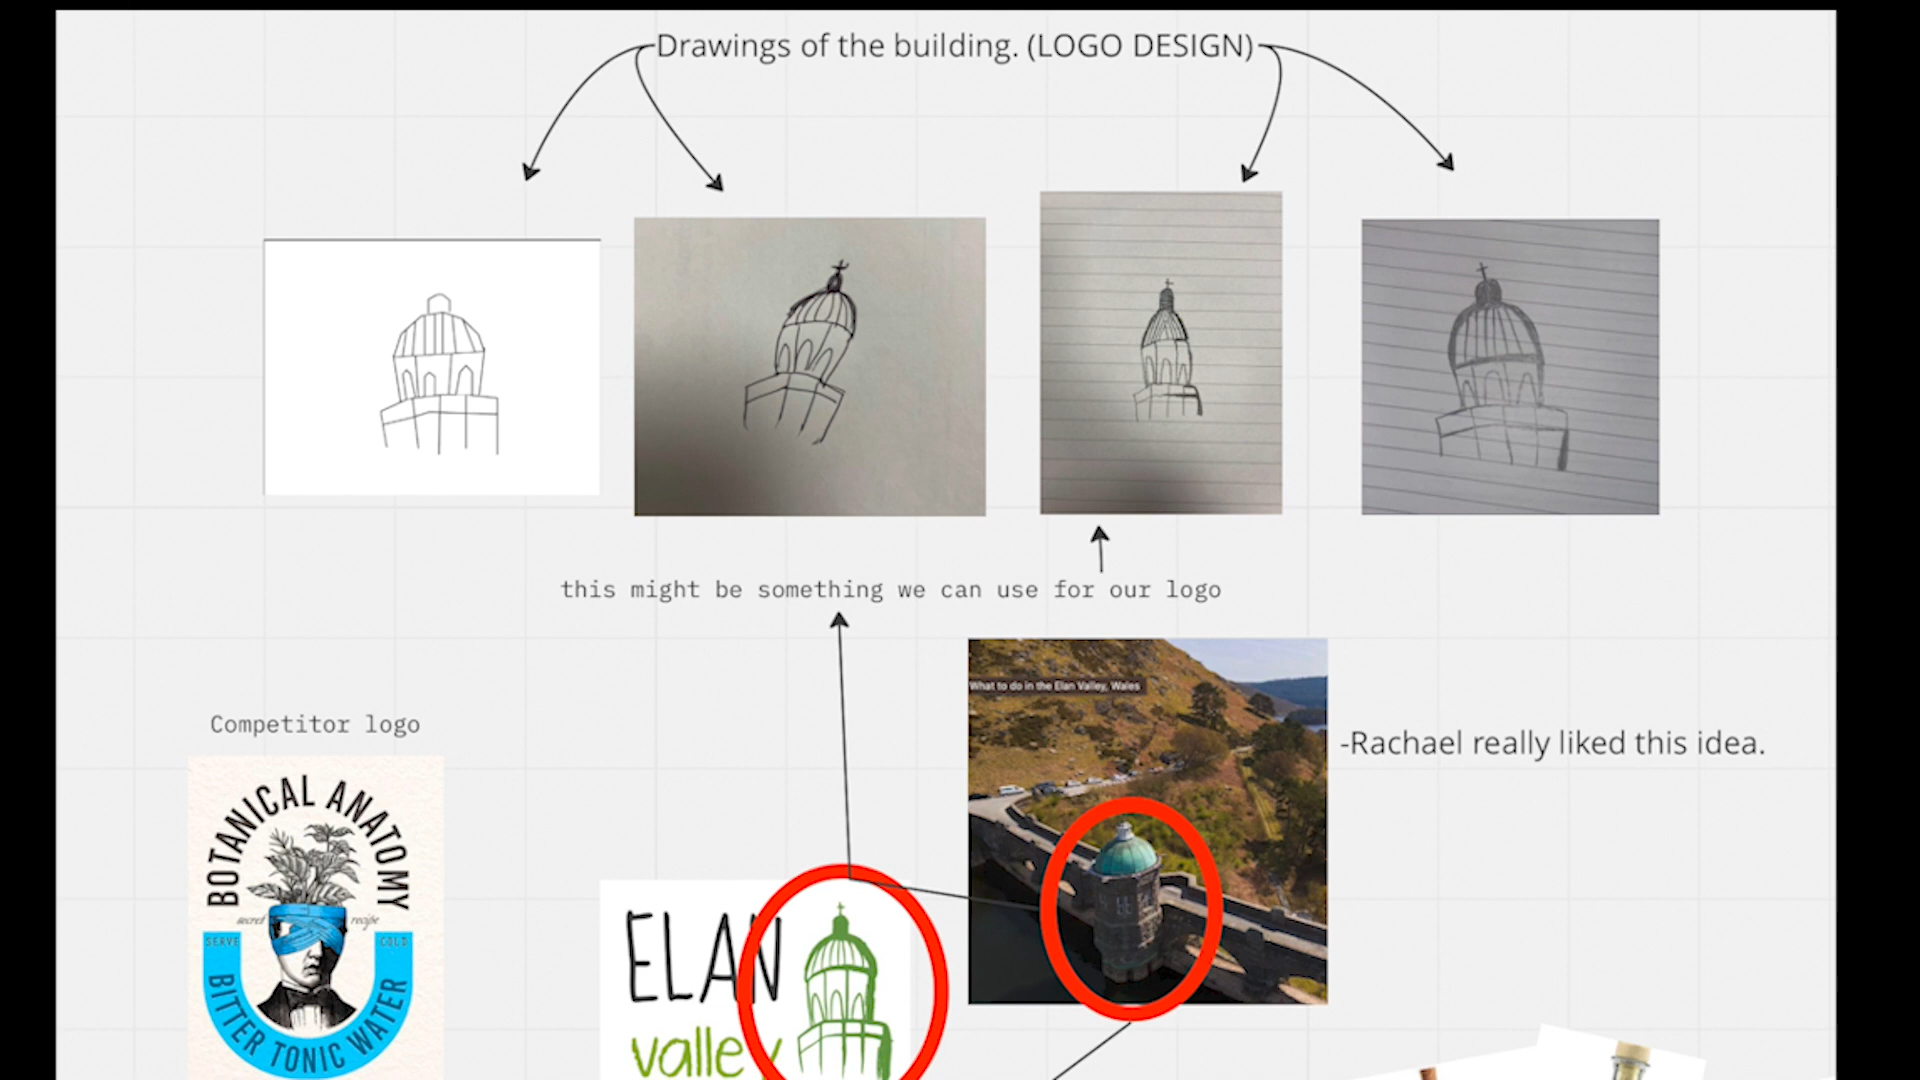 Drawings of the building. (LOGO DESIGN)
this might be something we can use for our logo
What to do in the Elan Valley, Wales
-Rachael really liked this idea.
Competitor logo
BOTANICAL ANATOMY
secret recipe
SERVE COLD
BITTER TONIC WATER
ELAN
valley